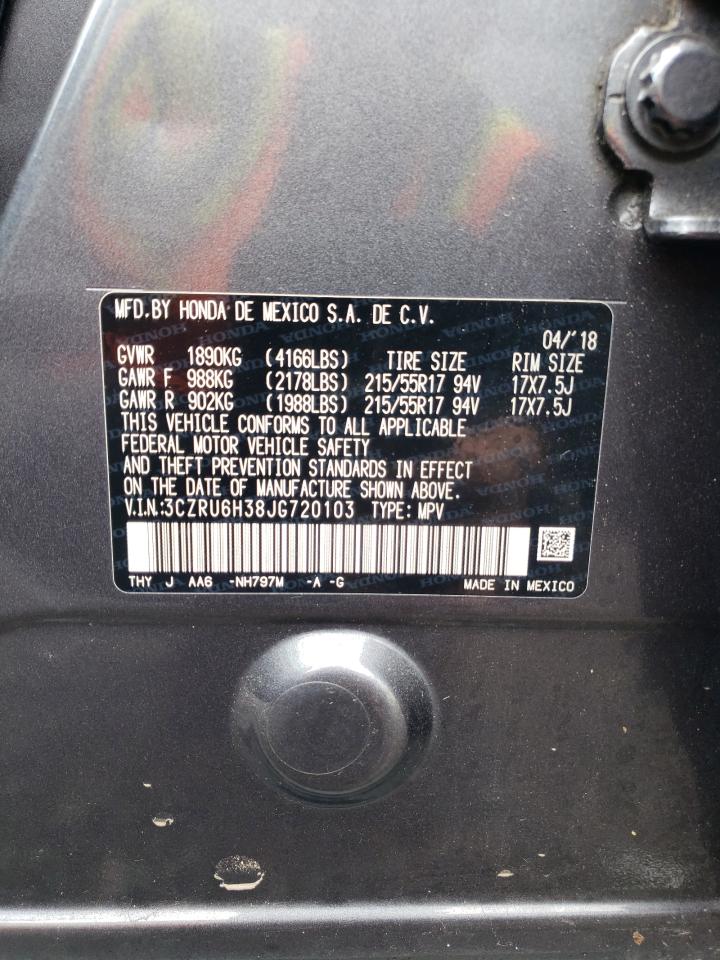 MFD.BY HONDA DE MEXICO S.A. DE C.V.
04/'18
GVWR 1890KG (4166LBS) TIRE SIZE RIM SIZE
GAWR F 988KG (2178LBS) 215/55R17 94V 17X7.5J
GAWR R 902KG (1988LBS) 215/55R17 94V 17X7.5J
THIS VEHICLE CONFORMS TO ALL APPLICABLE
FEDERAL MOTOR VEHICLE SAFETY
AND THEFT PREVENTION STANDARDS IN EFFECT
ON THE DATE OF MANUFACTURE SHOWN ABOVE.
V.I.N:3CZRU6H38JG720103 TYPE:MPV
THY J AA6 -NH797M -A -G MADE IN MEXICO